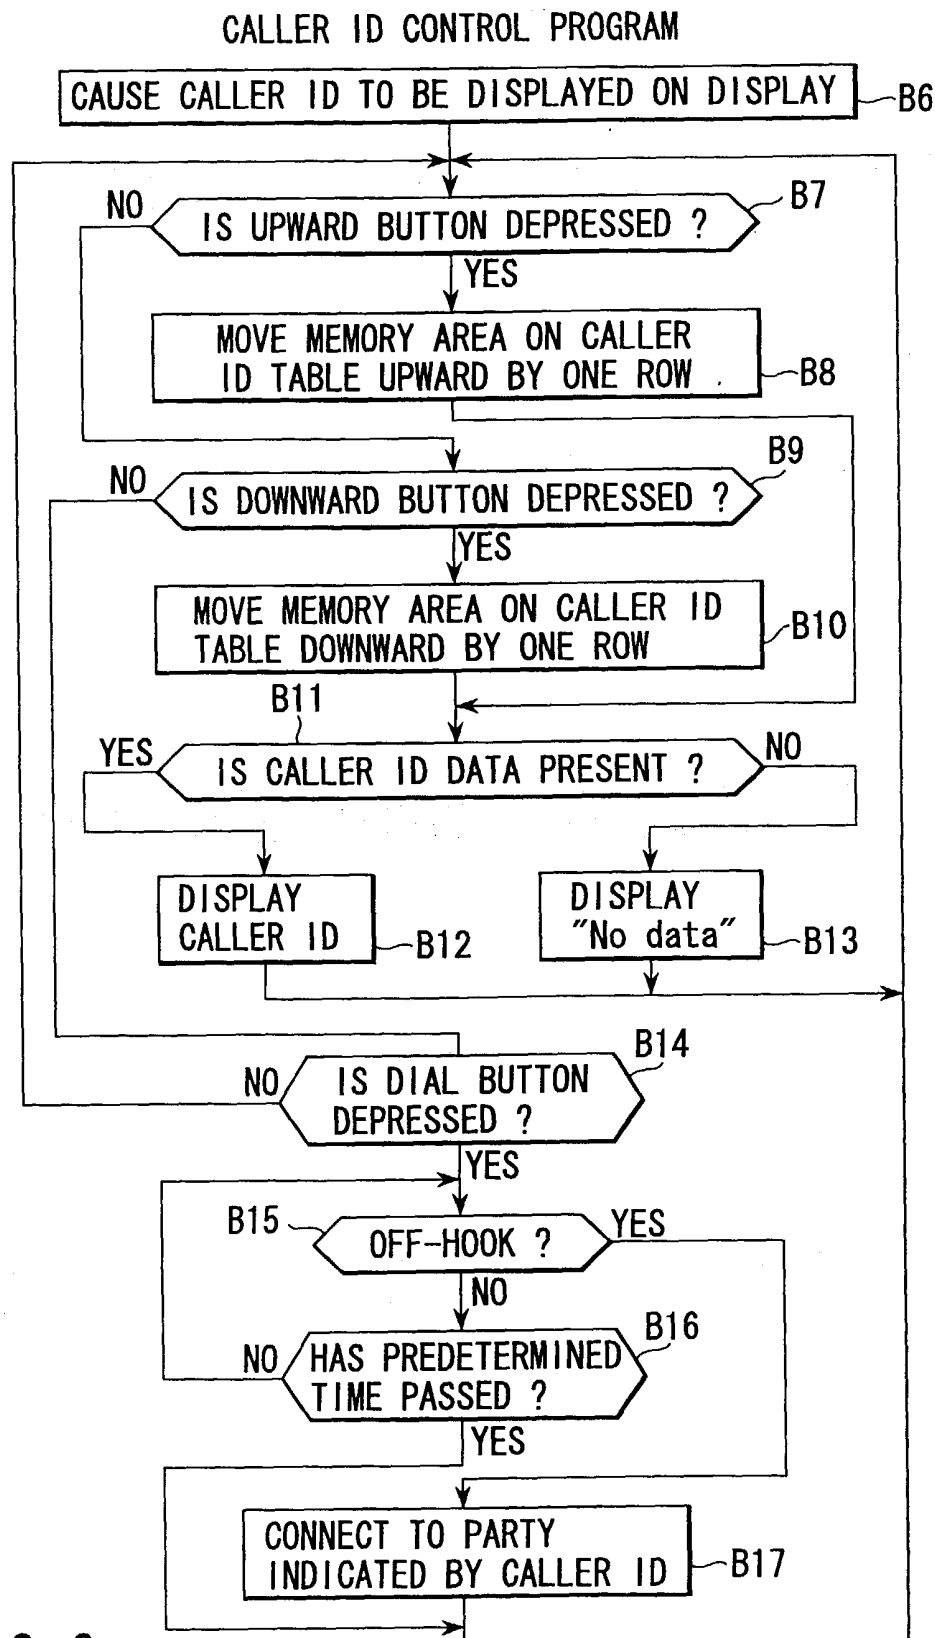 CALLER ID CONTROL PROGRAM
CAUSE CALLER ID TO BE DISPLAYED ON DISPLAY
B6
NO
IS UPWARD BUTTON DEPRESSED ?
B7
YES
MOVE MEMORY AREA ON CALLER
ID TABLE UPWARD BY ONE ROW
B8
NO
IS DOWNWARD BUTTON DEPRESSED ?
B9
YES
MOVE MEMORY AREA ON CALLER ID
TABLE DOWNWARD BY ONE ROW
B10
B11
YES
IS CALLER ID DATA PRESENT ?
NO
DISPLAY
CALLER ID
B12
DISPLAY
"No data"
B13
B14
NO
IS DIAL BUTTON
DEPRESSED ?
YES
B15
OFF-HOOK ?
YES
NO
B16
NO
HAS PREDETERMINED
TIME PASSED ?
YES
CONNECT TO PARTY
INDICATED BY CALLER ID
B17